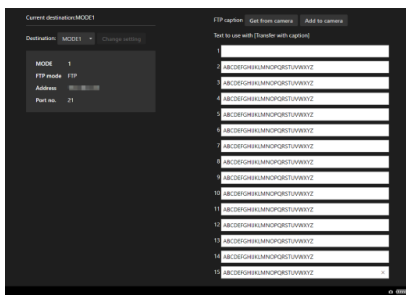 Current destination:MODE1
Destination: MODE1 Change setting
MODE 1
FTP mode FTP
Address
Port no. 21
FTP caption Get from camera Add to camera
Text to use with [Transfer with caption]
1
2 ABCDEFGHIJKLMNOPQRSTUVWXYZ
3 ABCDEFGHIJKLMNOPQRSTUVWXYZ
4 ABCDEFGHIJKLMNOPQRSTUVWXYZ
5 ABCDEFGHIJKLMNOPQRSTUVWXYZ
6 ABCDEFGHIJKLMNOPQRSTUVWXYZ
7 ABCDEFGHIJKLMNOPQRSTUVWXYZ
8 ABCDEFGHIJKLMNOPQRSTUVWXYZ
9 ABCDEFGHIJKLMNOPQRSTUVWXYZ
10 ABCDEFGHIJKLMNOPQRSTUVWXYZ
11 ABCDEFGHIJKLMNOPQRSTUVWXYZ
12 ABCDEFGHIJKLMNOPQRSTUVWXYZ
13 ABCDEFGHIJKLMNOPQRSTUVWXYZ
14 ABCDEFGHIJKLMNOPQRSTUVWXYZ
15 ABCDEFGHIJKLMNOPQRSTUVWXYZ ×